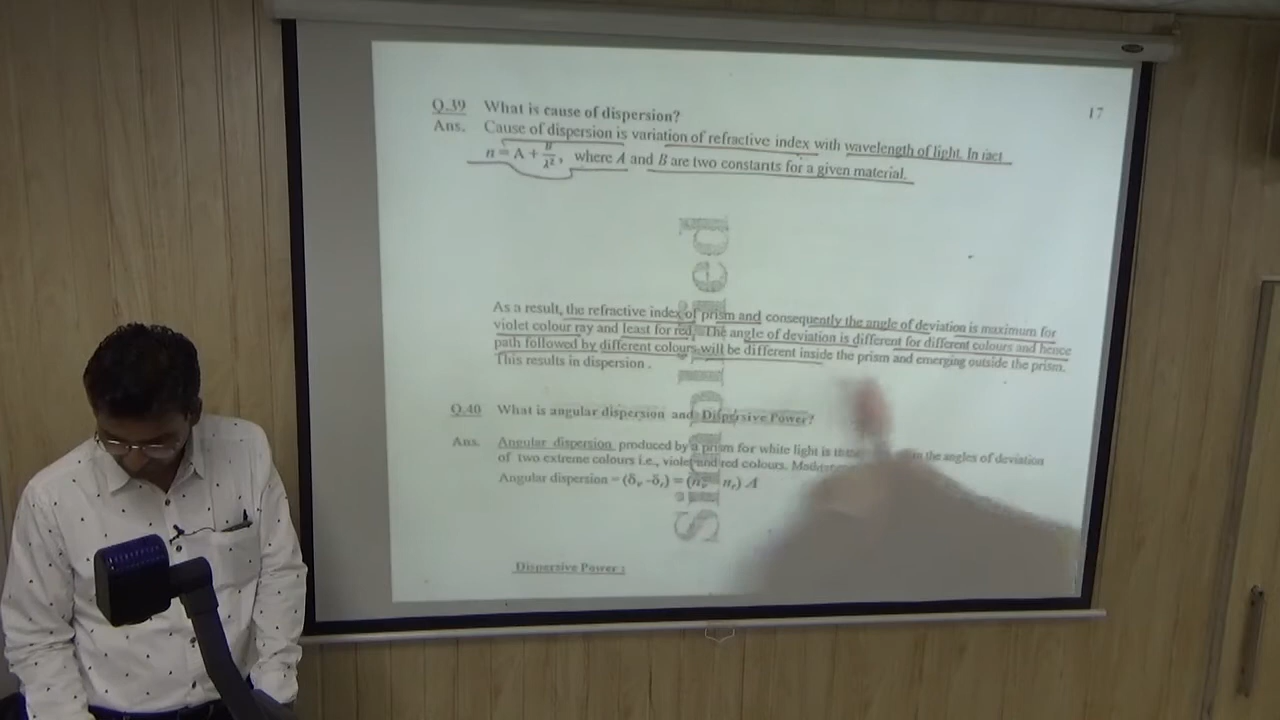 17
Q.39 What is cause of dispersion?
Ans. Cause of dispersion is variation of refractive index with wavelength of light. In fact
n = A + B/λ², where A and B are two constants for a given material.
As a result, the refractive index of prism and consequently the angle of deviation is maximum for
violet colour ray and least for red. The angle of deviation is different for different colours and hence
path followed by different colours will be different inside the prism and emerging outside the prism.
This results in dispersion .
Q.40 What is angular dispersion and Dispersive Power?
Ans. Angular dispersion produced by a prism for white light is the angles of deviation
of two extreme colours i.e., violet and red colours.
Angular dispersion = (δv -δr) = (nv - nr) A
Dispersive Power :